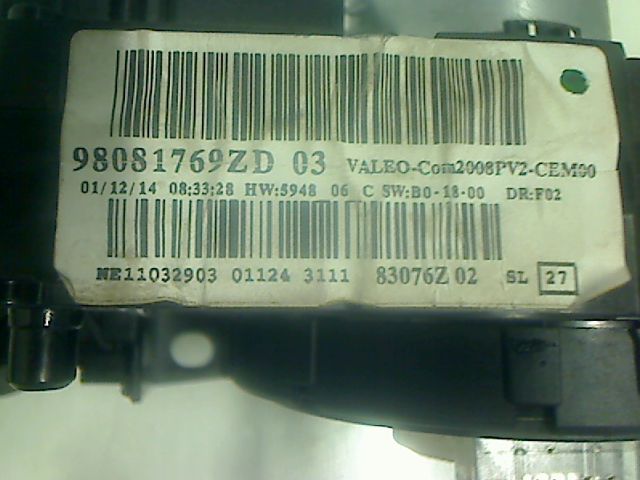 98081769ZD 03 VALEO-Com2008PV2-CEM00
01/12/14 08:33:28 HW:5948 06 C SW:B0-18-00 DR:F02
NE11032903 01124 3111 83076Z 02 SL 27